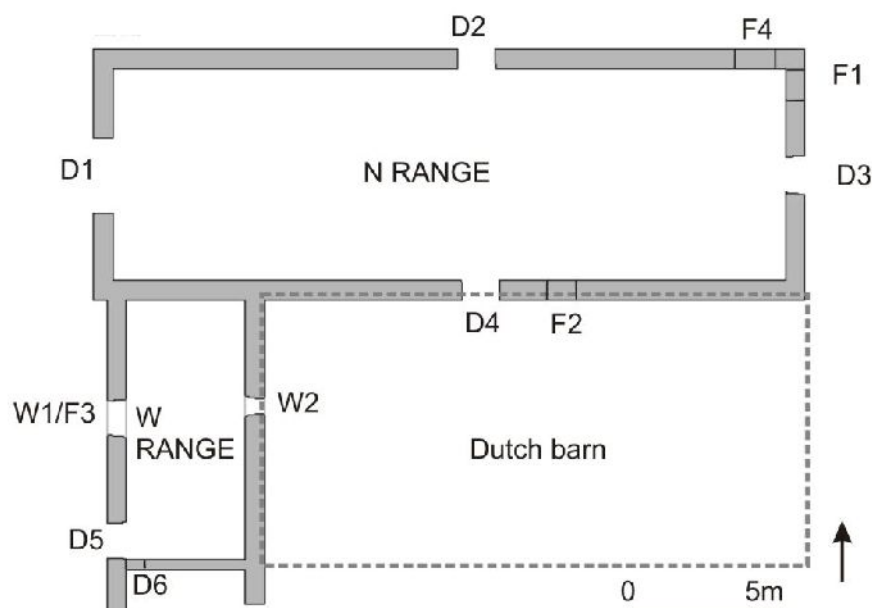 D2
F4
F1
D1
N RANGE
D3
D4
F2
W1/F3
W
RANGE
W2
Dutch barn
D5
D6
0
5m